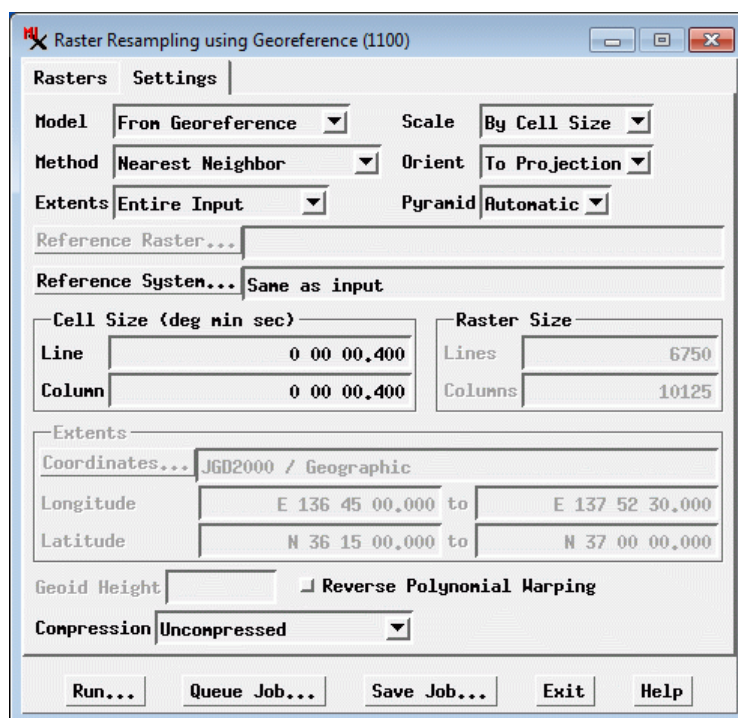 Raster Resampling using Georeference (1100)
Rasters Settings
Model From Georeference Scale By Cell Size
Method Nearest Neighbor Orient To Projection
Extents Entire Input Pyramid Automatic
Reference Raster...
Reference System... Same as input
Cell Size (deg min sec) Raster Size
Line 0 00 00.400 Lines 6750
Column 0 00 00.400 Columns 10125
Extents
Coordinates... JGD2000 / Geographic
Longitude E 136 45 00.000 to E 137 52 30.000
Latitude N 36 15 00.000 to N 37 00 00.000
Geoid Height Reverse Polynomial Warping
Compression Uncompressed
Run... Queue Job... Save Job... Exit Help